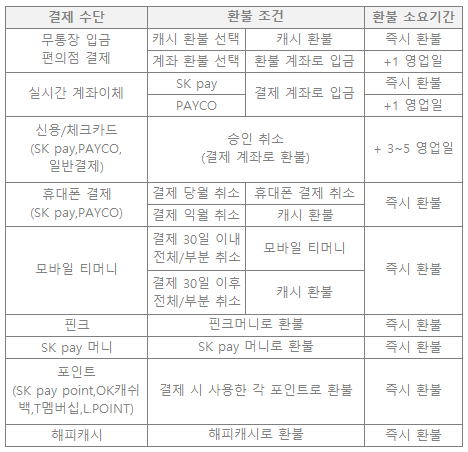 결제 수단 환불 조건 환불 소요기간
무통장 입금
편의점 결제
캐시 환불 선택 캐시 환불 즉시 환불
계좌 환불 선택 환불 계좌로 입금 +1 영업일
실시간 계좌이체
SK pay
PAYCO
결제 계좌로 입금
즉시 환불
+1 영업일
신용/체크카드
(SK pay,PAYCO,
일반결제)
승인 취소
(결제 계좌로 환불)
+ 3~5 영업일
휴대폰 결제
(SK pay,PAYCO)
결제 당월 취소 휴대폰 결제 취소
결제 익월 취소 캐시 환불
즉시 환불
모바일 티머니
결제 30일 이내
전체/부분 취소
모바일 티머니
결제 30일 이후
전체/부분 취소
캐시 환불
즉시 환불
핀크 핀크머니로 환불 즉시 환불
SK pay 머니 SK pay 머니로 환불 즉시 환불
포인트
(SK pay point,OK캐쉬
백,T멤버십,L.POINT)
결제 시 사용한 각 포인트로 환불
즉시 환불
해피캐시 해피캐시로 환불 즉시 환불